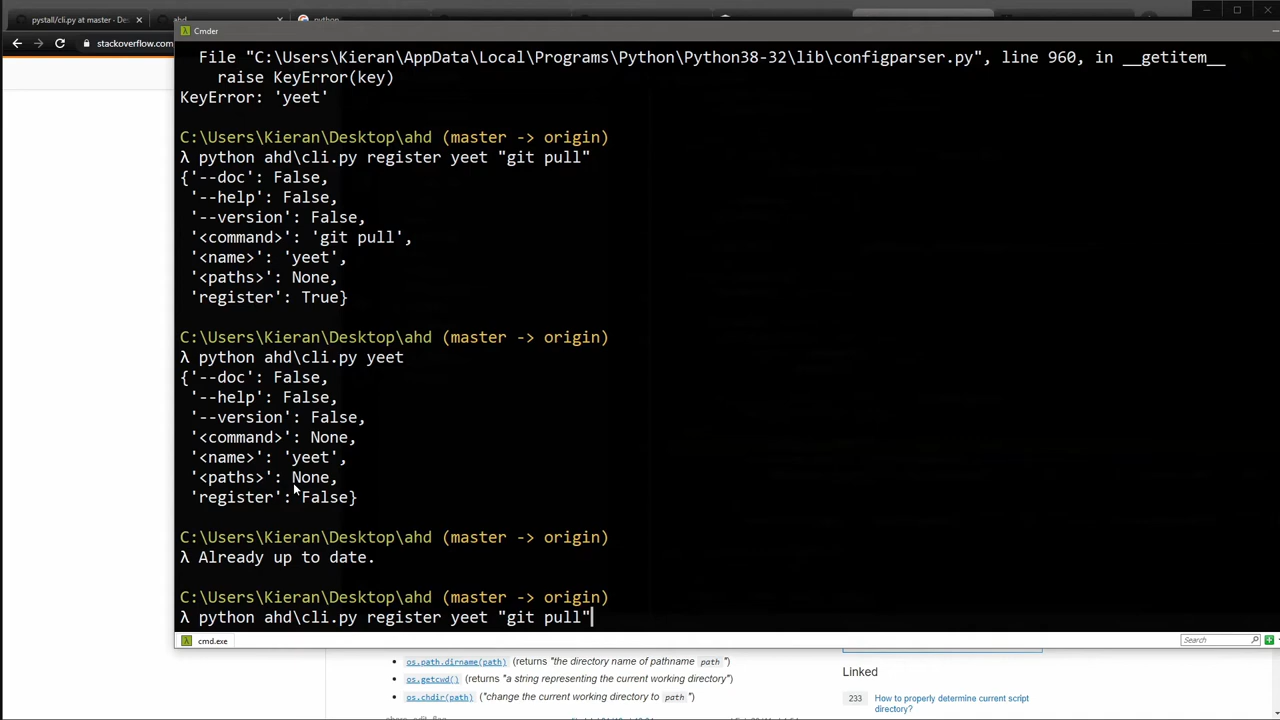 pystall/cli.py at master · De
ahd
python
stackoverflow.com
Cmder
File "C:\Users\Kieran\AppData\Local\Programs\Python\Python38-32\lib\configparser.py", line 960, in __getitem__
raise KeyError(key)
KeyError: 'yeet'
C:\Users\Kieran\Desktop\ahd (master -> origin)
λ python ahd\cli.py register yeet "git pull"
{'--doc': False,
'--help': False,
'--version': False,
'<command>': 'git pull',
'<name>': 'yeet',
'<paths>': None,
'register': True}
C:\Users\Kieran\Desktop\ahd (master -> origin)
λ python ahd\cli.py yeet
{'--doc': False,
'--help': False,
'--version': False,
'<command>': None,
'<name>': 'yeet',
'<paths>': None,
'register': False}
C:\Users\Kieran\Desktop\ahd (master -> origin)
λ Already up to date.
C:\Users\Kieran\Desktop\ahd (master -> origin)
λ python ahd\cli.py register yeet "git pull"
cmd.exe
Search
os.path.dirname(path) (returns "the directory name of pathname path")
os.getcwd() (returns "a string representing the current working directory")
os.chdir(path) ("change the current working directory to path")
Linked
233 How to properly determine current script
directory?